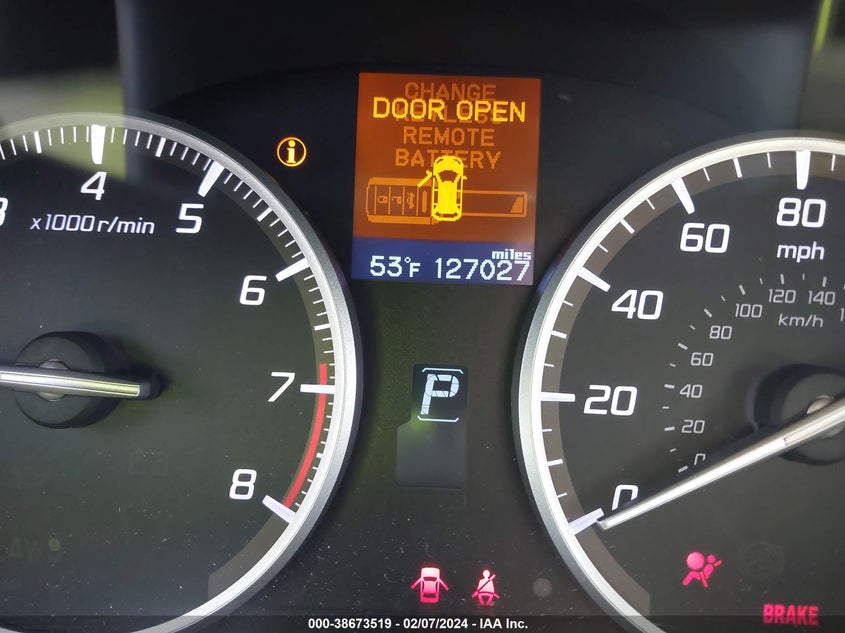 CHANGE
DOOR OPEN
REMOTE
BATTERY
miles
53°F 127027
4
5
6
7
8
x1000r/min
P
0
20
40
60
80
mph
0
20
40
60
80
100
120
140
km/h
BRAKE
000-38673519 - 02/07/2024 - IAA Inc.